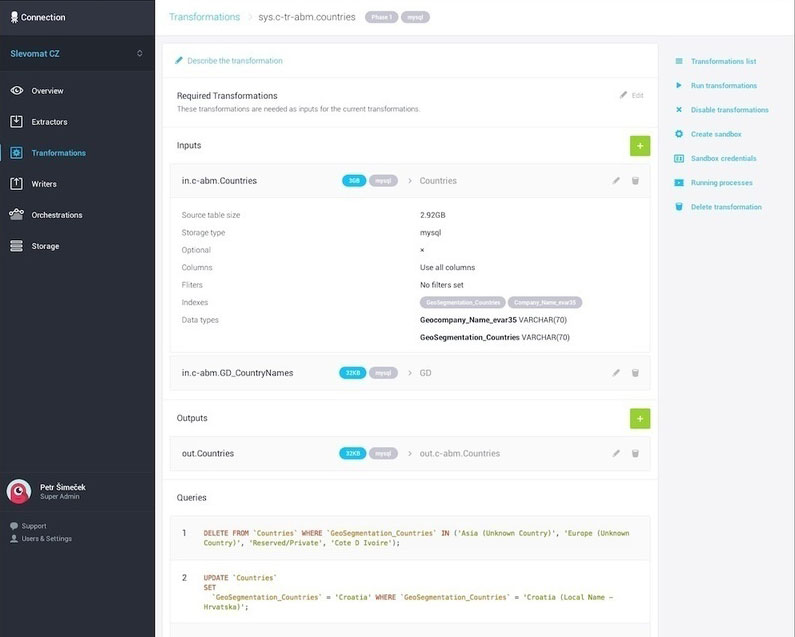 Connection
Transformations sys.c-tr-abm.countries Phase 1 mysql
Slevomat CZ
Overview
Extractors
Tranformations
Writers
Orchestrations
Storage
Petr Šimeček
Super Admin
Support
Users & Settings
Describe the transformation
Required Transformations Edit
These transformations are needed as inputs for the current transformations.
Inputs +
in.c-abm.Countries 3GB mysql > Countries
Source table size 2.92GB
Storage type mysql
Optional ×
Columns Use all columns
Fliters No filters set
Indexes GeoSegmentation_Countries Company_Name_evar35
Data types Geocompany_Name_evar35 VARCHAR(70)
GeoSegmentation_Countries VARCHAR(70)
in.c-abm.GD_CountryNames 32KB mysql > GD
Outputs +
out.Countries 32KB mysql > out.c-abm.Countries
Queries
1 DELETE FROM `Countries` WHERE `GeoSegmentation_Countries` IN ('Asia (Unknown Country)', 'Europe (Unknown
Country)', 'Reserved/Private', 'Cote D Ivoire');
2 UPDATE `Countries`
SET
`GeoSegmentation_Countries` = 'Croatia' WHERE `GeoSegmentation_Countries` = 'Croatia (Local Name –
Hrvatska)';
Transformations list
Run transformations
Disable transformations
Create sandbox
Sandbox credentials
Running processes
Delete transformation